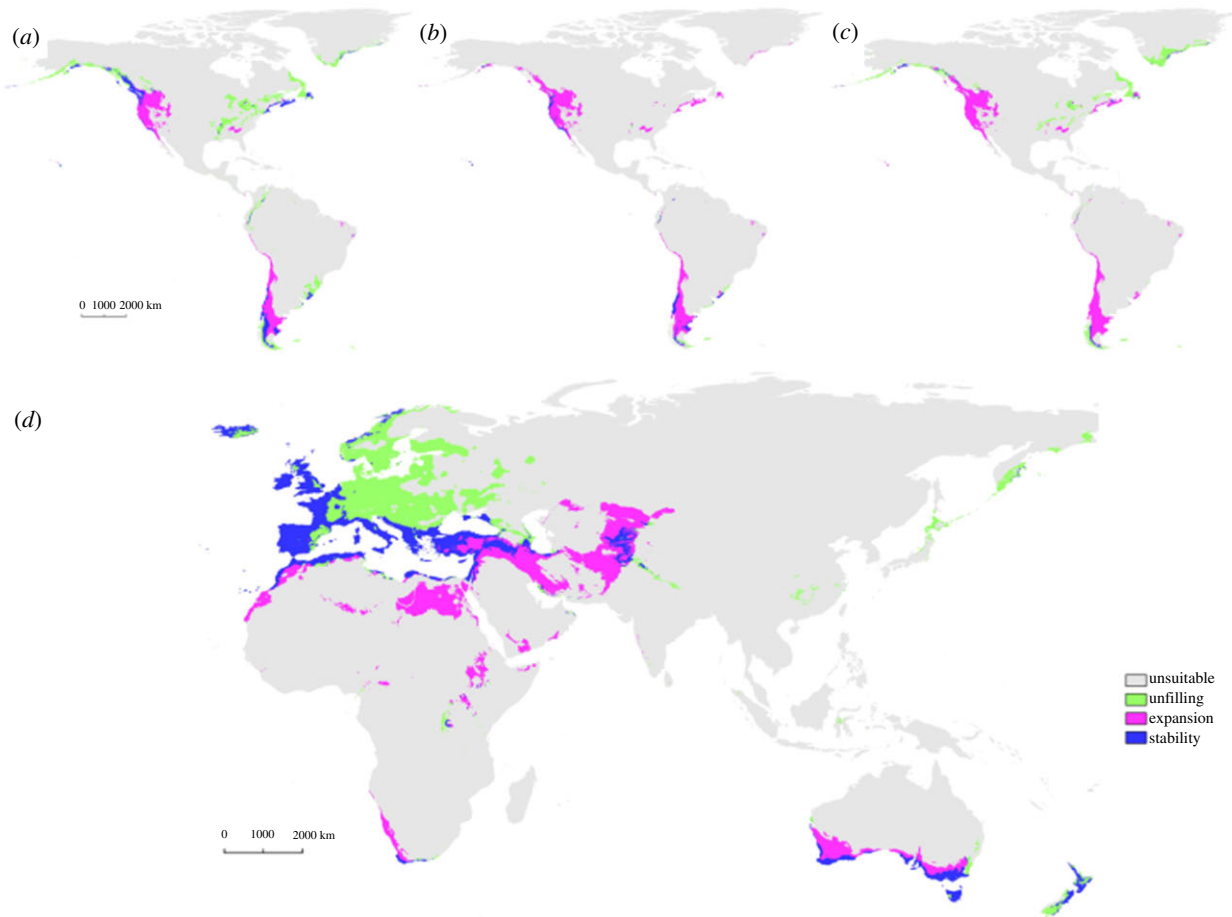 (a)
(b)
(c)
0 1000 2000 km
(d)
unsuitable
unfilling
expansion
stability
0 1000 2000 km